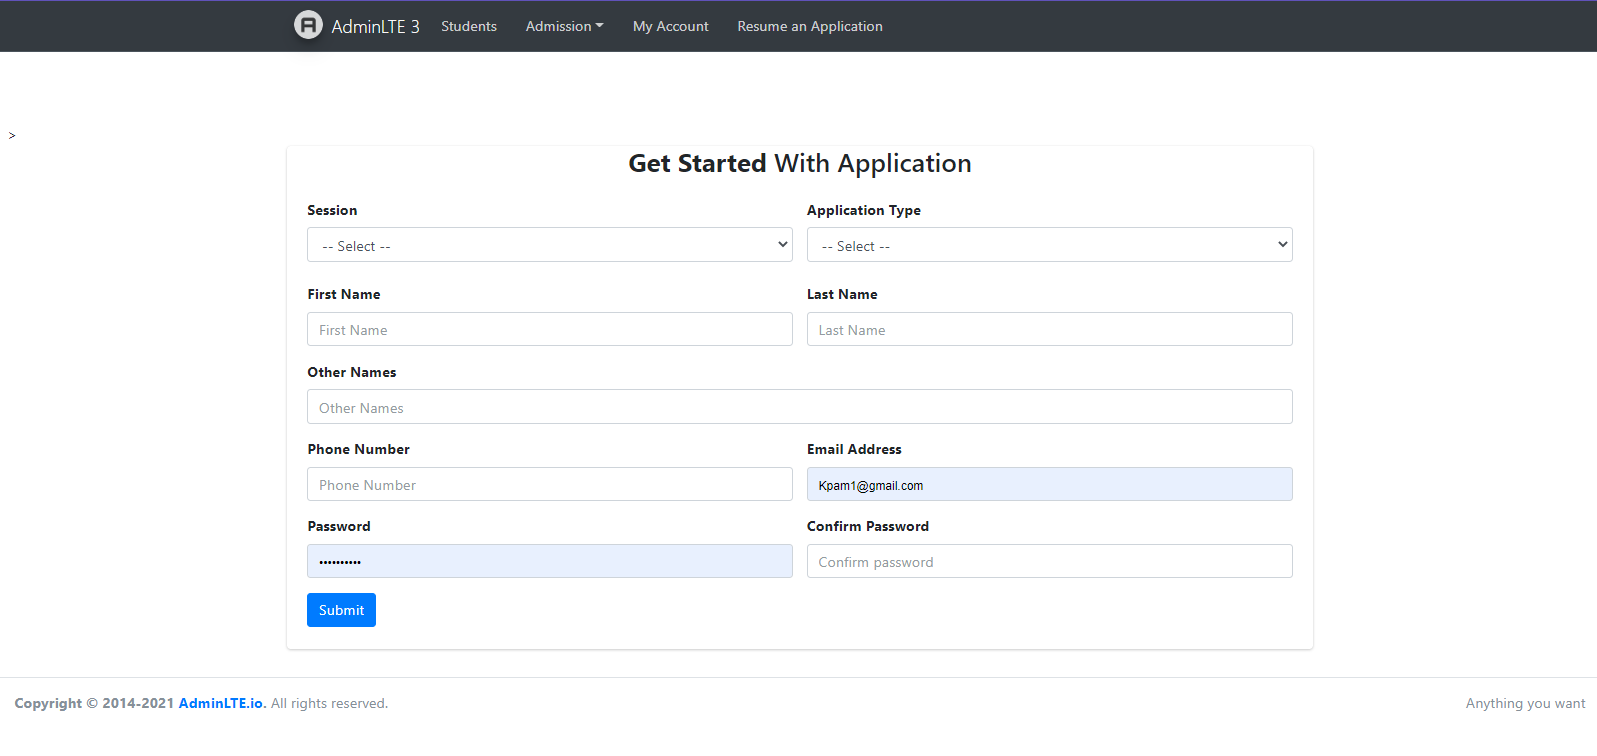 AdminLTE 3 Students Admission My Account Resume an Application
>
Get Started With Application
Session Application Type
-- Select -- -- Select --
First Name Last Name
First Name Last Name
Other Names
Other Names
Phone Number Email Address
Phone Number Kpam1@gmail.com
Password Confirm Password
•••••••••• Confirm password
Submit
Copyright © 2014-2021 AdminLTE.io. All rights reserved. Anything you want